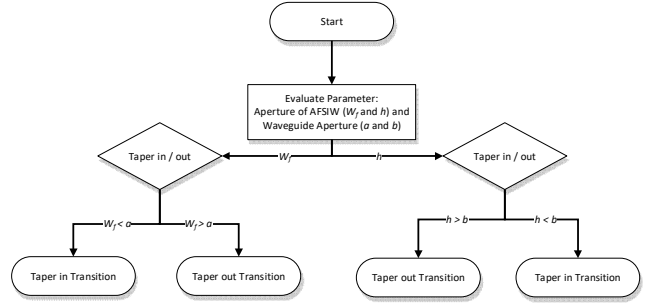 Start
Evaluate Parameter:
Aperture of AFSIW (Wf and h) and
Waveguide Aperture (a and b)
Taper in / out
Wf
h
Taper in / out
Wf < a
Wf > a
h > b
h < b
Taper in Transition
Taper out Transition
Taper out Transition
Taper in Transition